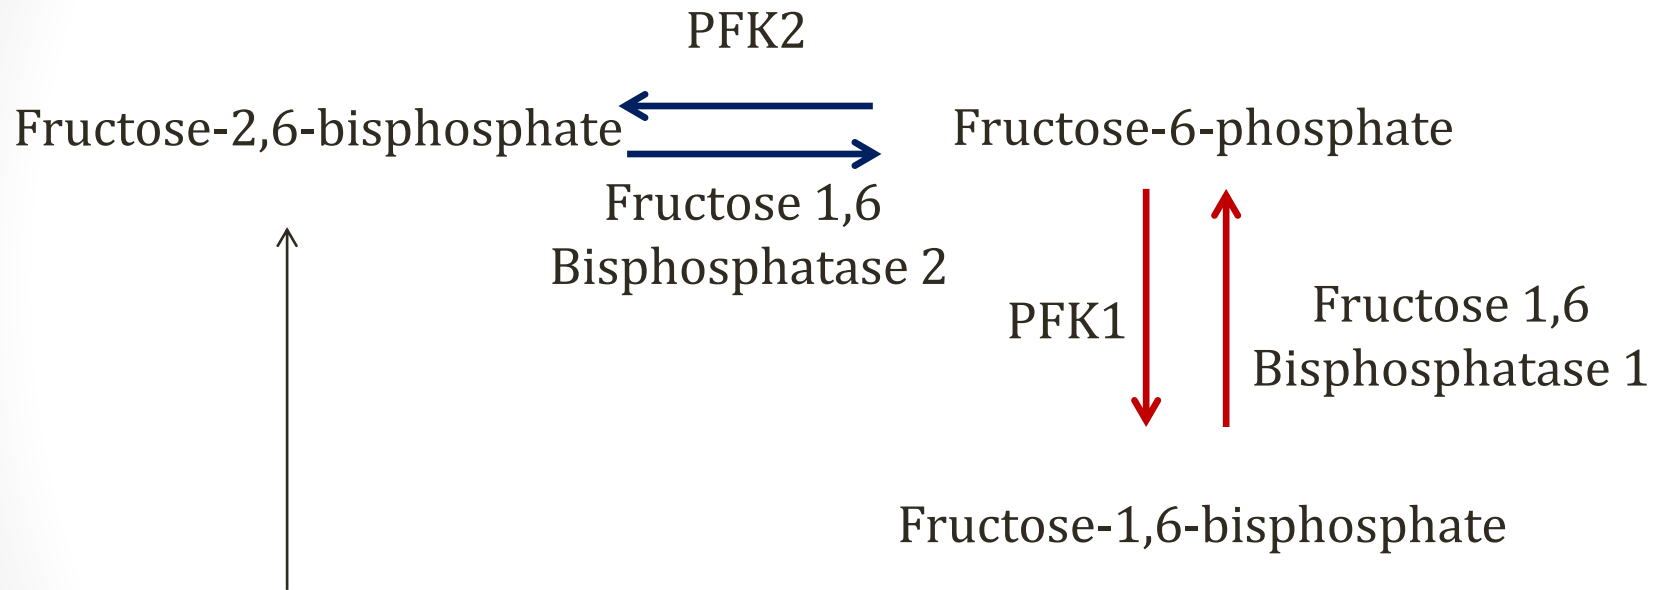 PFK2
Fructose-2,6-bisphosphate
Fructose-6-phosphate
Fructose 1,6
Bisphosphatase 2
PFK1
Fructose 1,6
Bisphosphatase 1
Fructose-1,6-bisphosphate